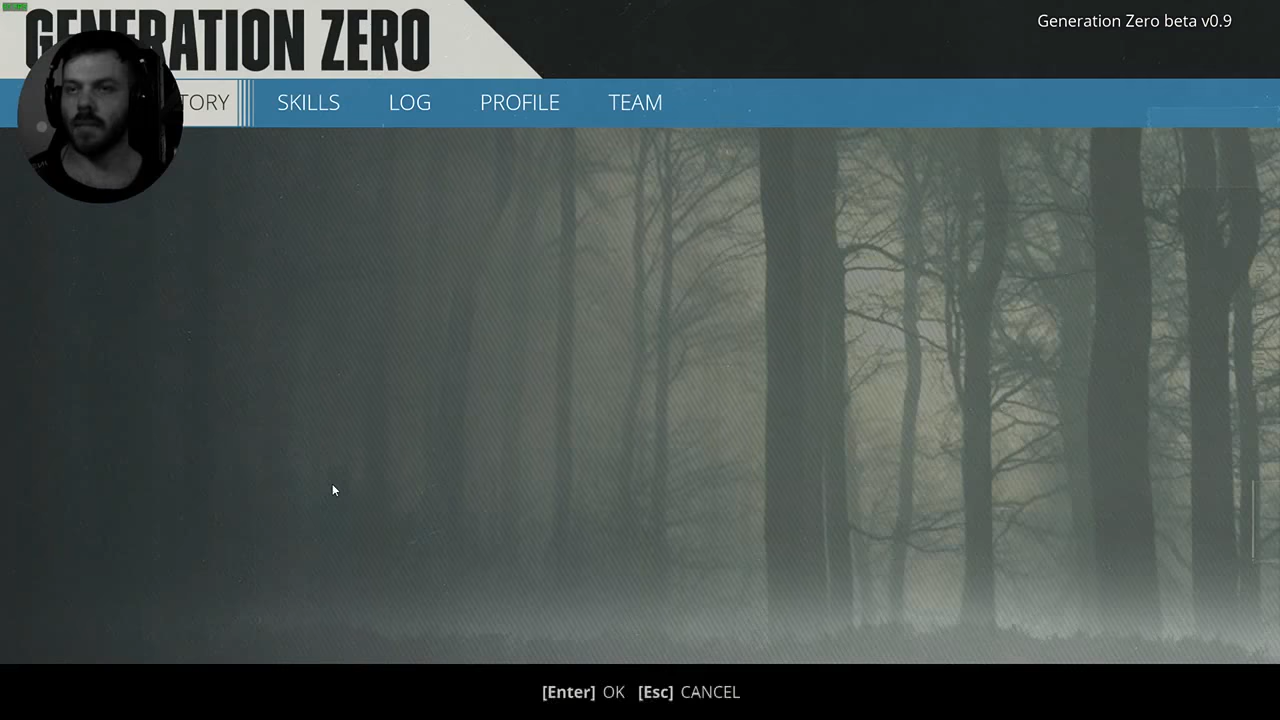 GENERATION ZERO
Generation Zero beta v0.9
TORY SKILLS LOG PROFILE TEAM
[Enter] OK [Esc] CANCEL